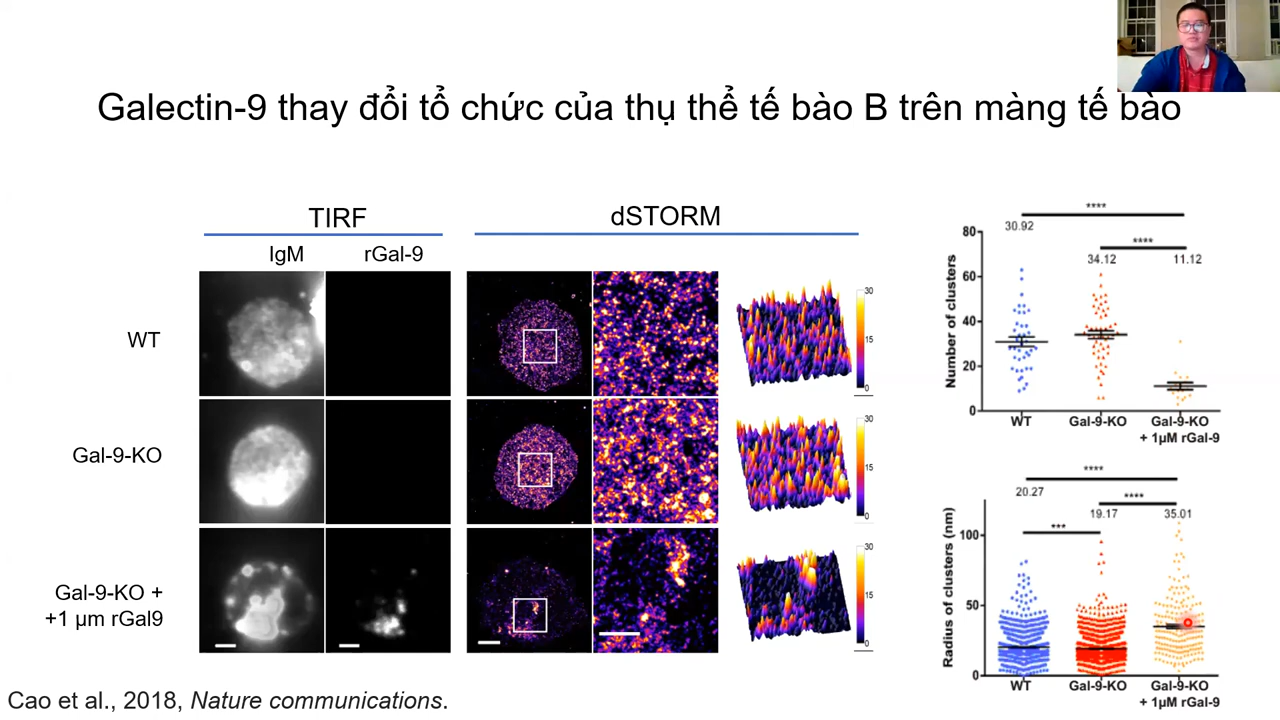 Galectin-9 thay đổi tổ chức của thụ thể tế bào B trên màng tế bào
TIRF
dSTORM
IgM
rGal-9
WT
Gal-9-KO
Gal-9-KO +
+1 μm rGal9
30
15
0
30
15
0
30
15
0
****
30.92
****
34.12
11.12
Number of clusters
80
60
40
20
0
WT
Gal-9-KO
Gal-9-KO
+ 1μM rGal-9
****
20.27
****
19.17
35.01
***
Radius of clusters (nm)
100
50
0
WT
Gal-9-KO
Gal-9-KO
+ 1μM rGal-9
Cao et al., 2018, Nature communications.